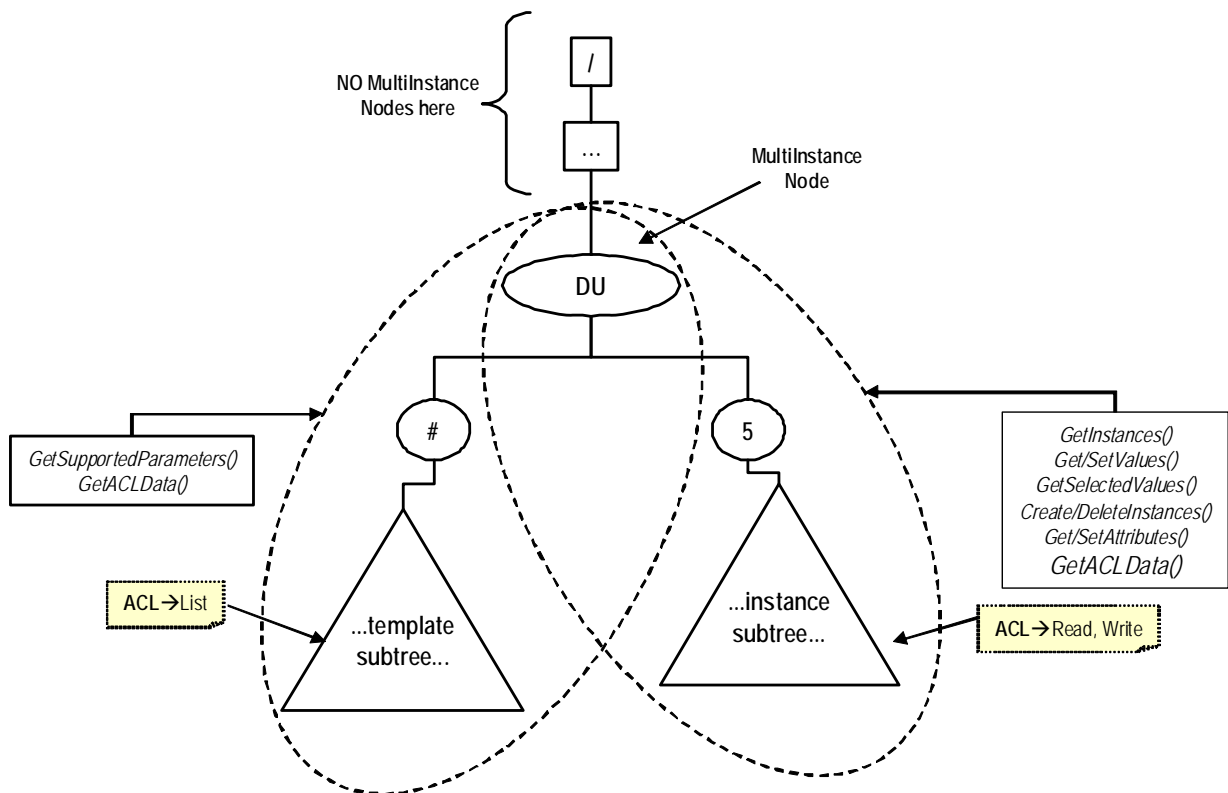 /
NO MultiInstance
Nodes here
...
MultiInstance
Node
DU
#
5
GetSupportedParameters()
GetACLData()
GetInstances()
Get/SetValues()
GetSelectedValues()
Create/DeleteInstances()
Get/SetAttributes()
GetACLData()
ACL→List
...template
subtree...
...instance
subtree...
ACL→Read, Write